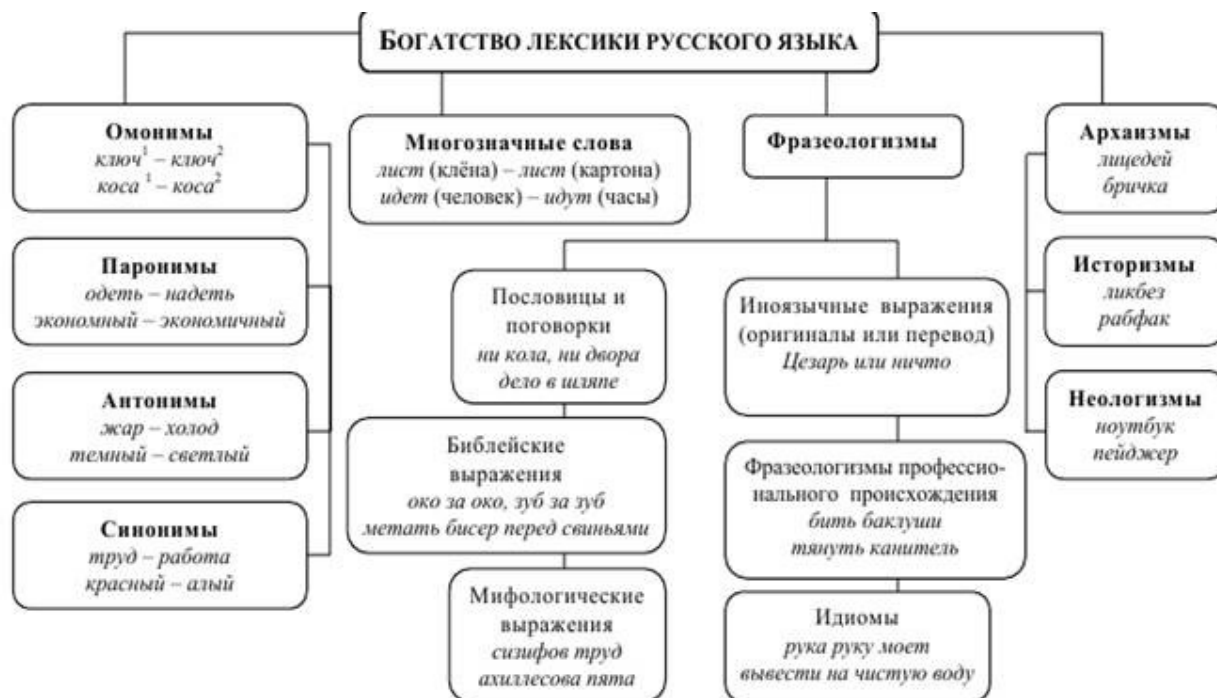 БОГАТСТВО ЛЕКСИКИ РУССКОГО ЯЗЫКА
Омонимы
ключ¹ – ключ²
коса ¹ – коса²
Паронимы
одеть – надеть
экономный – экономичный
Антонимы
жар – холод
темный – светлый
Синонимы
труд – работа
красный – алый
Многозначные слова
лист (клёна) – лист (картона)
идет (человек) – идут (часы)
Фразеологизмы
Пословицы и
поговорки
ни кола, ни двора
дело в шляпе
Библейские
выражения
око за око, зуб за зуб
метать бисер перед свиньями
Мифологические
выражения
сизифов труд
ахиллесова пята
Иноязычные выражения
(оригиналы или перевод)
Цезарь или ничто
Фразеологизмы профессио-
нального происхождения
бить баклуши
тянуть канитель
Идиомы
рука руку моет
вывести на чистую воду
Архаизмы
лицедей
бричка
Историзмы
ликбез
рабфак
Неологизмы
ноутбук
пейджер